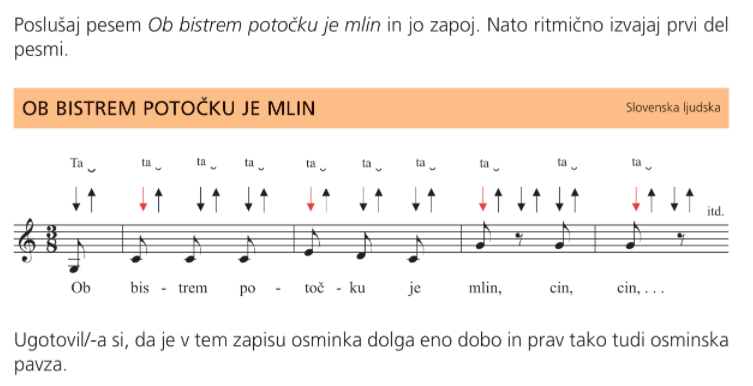 Poslušaj pesem Ob bistrem potočku je mlin in jo zapoj. Nato ritmično izvajaj prvi del
pesmi.
OB BISTREM POTOČKU JE MLIN Slovenska ljudska
Ta ta ta ta ta ta ta ta ta ta
itd.
3
8
Ob bis - trem po - toč - ku je mlin, cin, cin, . . .
Ugotovil/-a si, da je v tem zapisu osminka dolga eno dobo in prav tako tudi osminska
pavza.